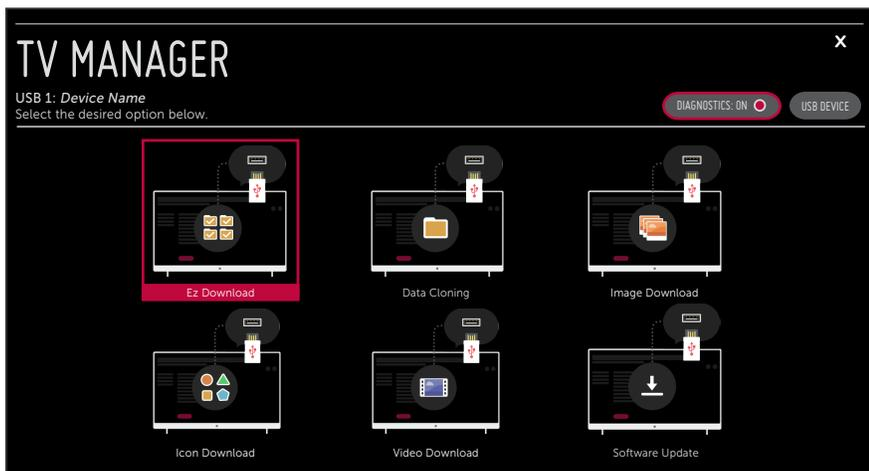 TV MANAGER
X
USB 1: Device Name
Select the desired option below.
DIAGNOSTICS: ON
USB DEVICE
Ez Download
Data Cloning
Image Download
Icon Download
Video Download
Software Update